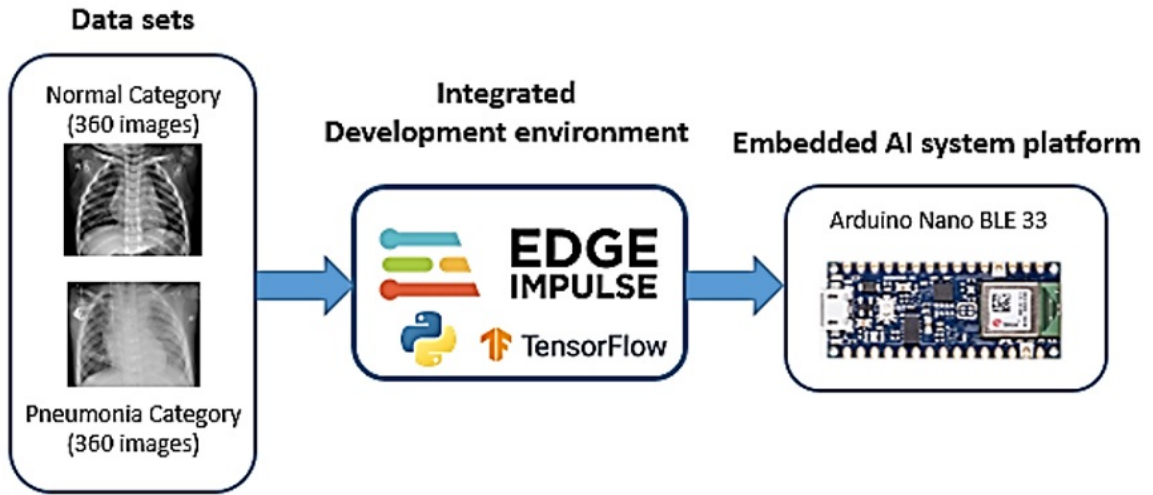 Data sets
Normal Category
(360 images)
Pneumonia Category
(360 images)
Integrated
Development environment
EDGE
IMPULSE
TensorFlow
Embedded AI system platform
Arduino Nano BLE 33